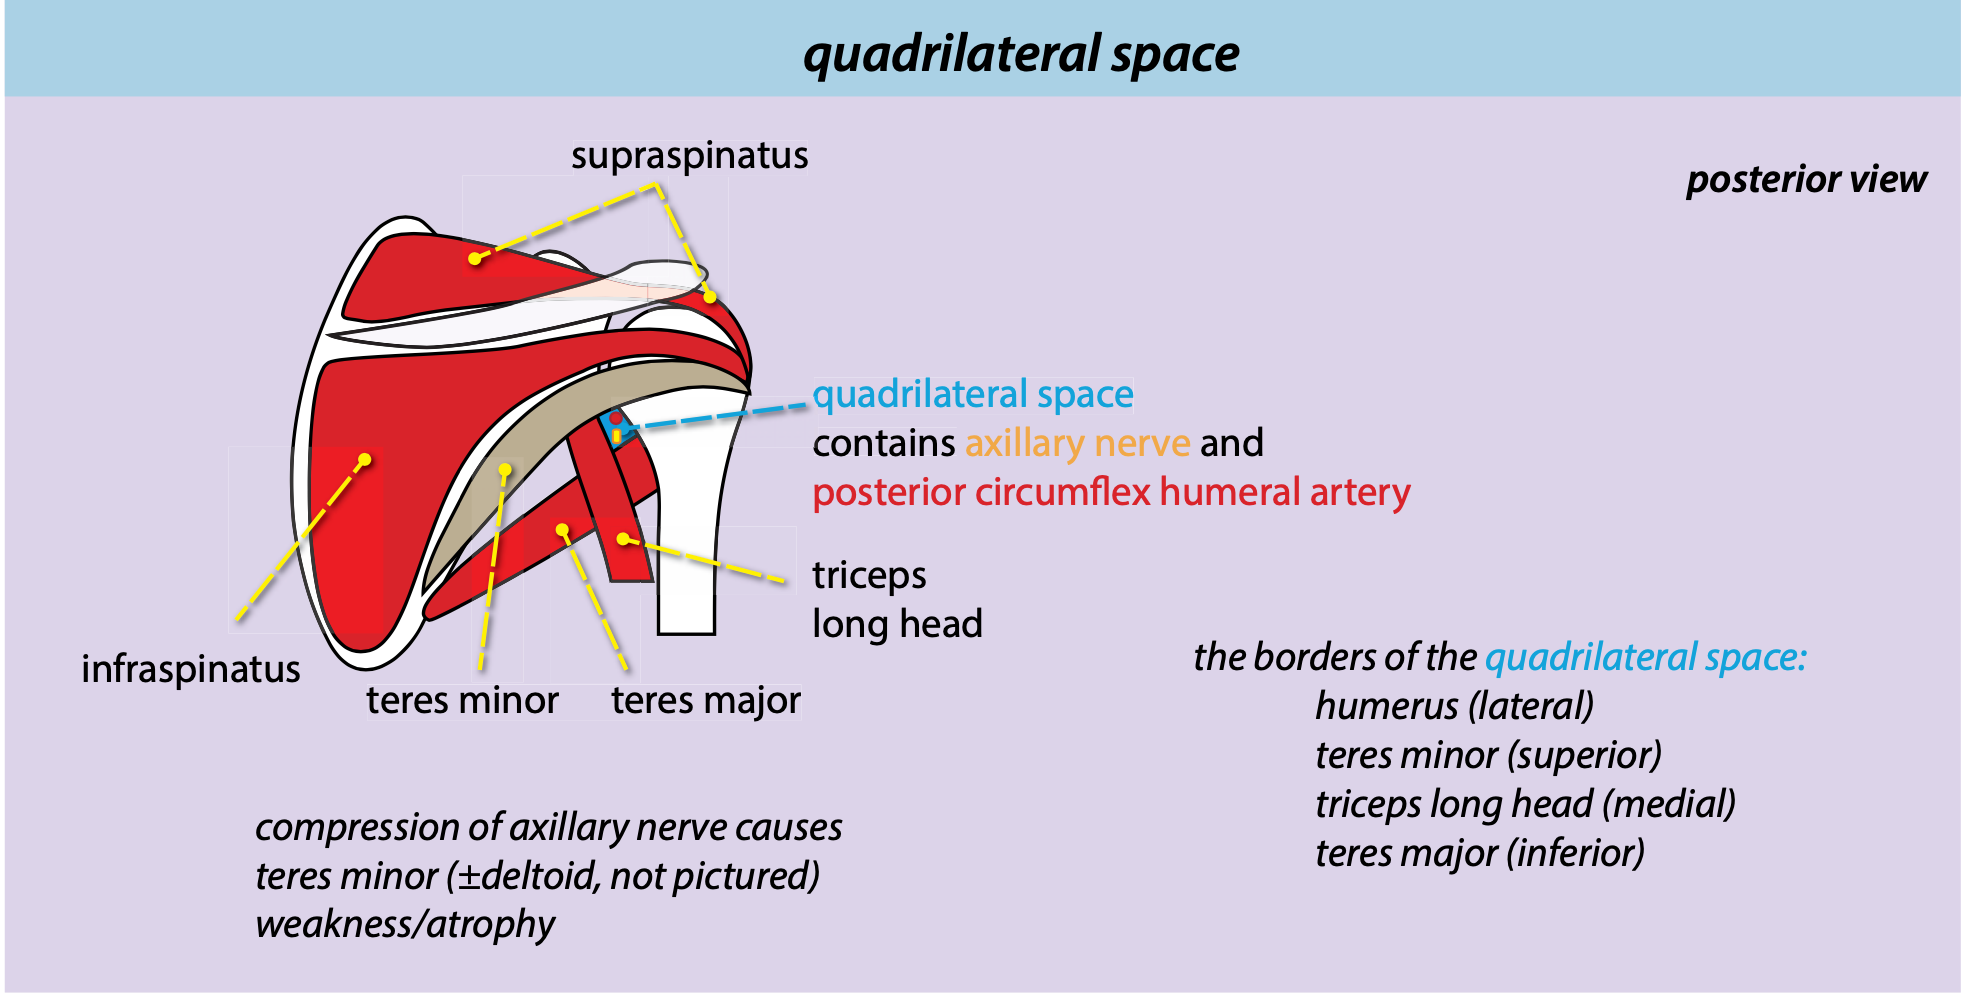 quadrilateral space
supraspinatus
posterior view
quadrilateral space
contains axillary nerve and
posterior circumflex humeral artery
triceps
long head
infraspinatus
teres minor
teres major
the borders of the quadrilateral space:
humerus (lateral)
teres minor (superior)
triceps long head (medial)
teres major (inferior)
compression of axillary nerve causes
teres minor (±deltoid, not pictured)
weakness/atrophy